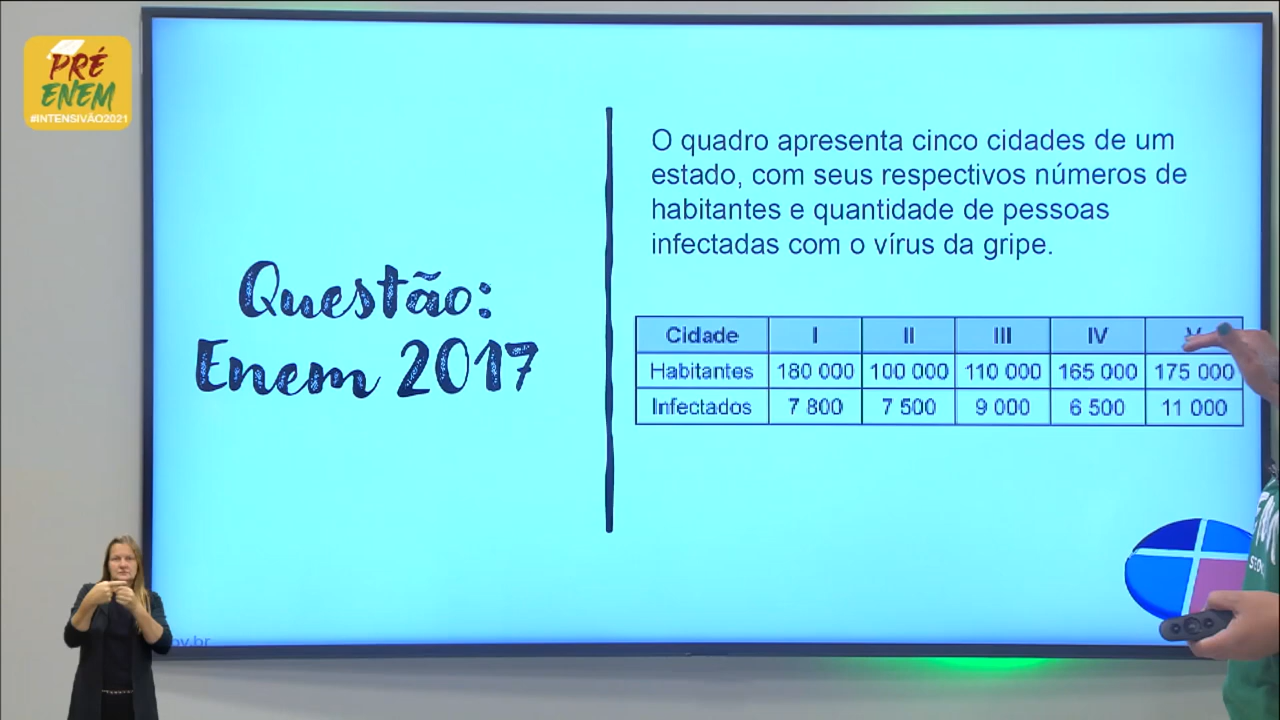 PRÉ
ENEM
#INTENSIVÃO2021
Questão:
Enem 2017
O quadro apresenta cinco cidades de um
estado, com seus respectivos números de
habitantes e quantidade de pessoas
infectadas com o vírus da gripe.
Cidade I II III IV V
Habitantes 180 000 100 000 110 000 165 000 175 000
Infectados 7 800 7 500 9 000 6 500 11 000